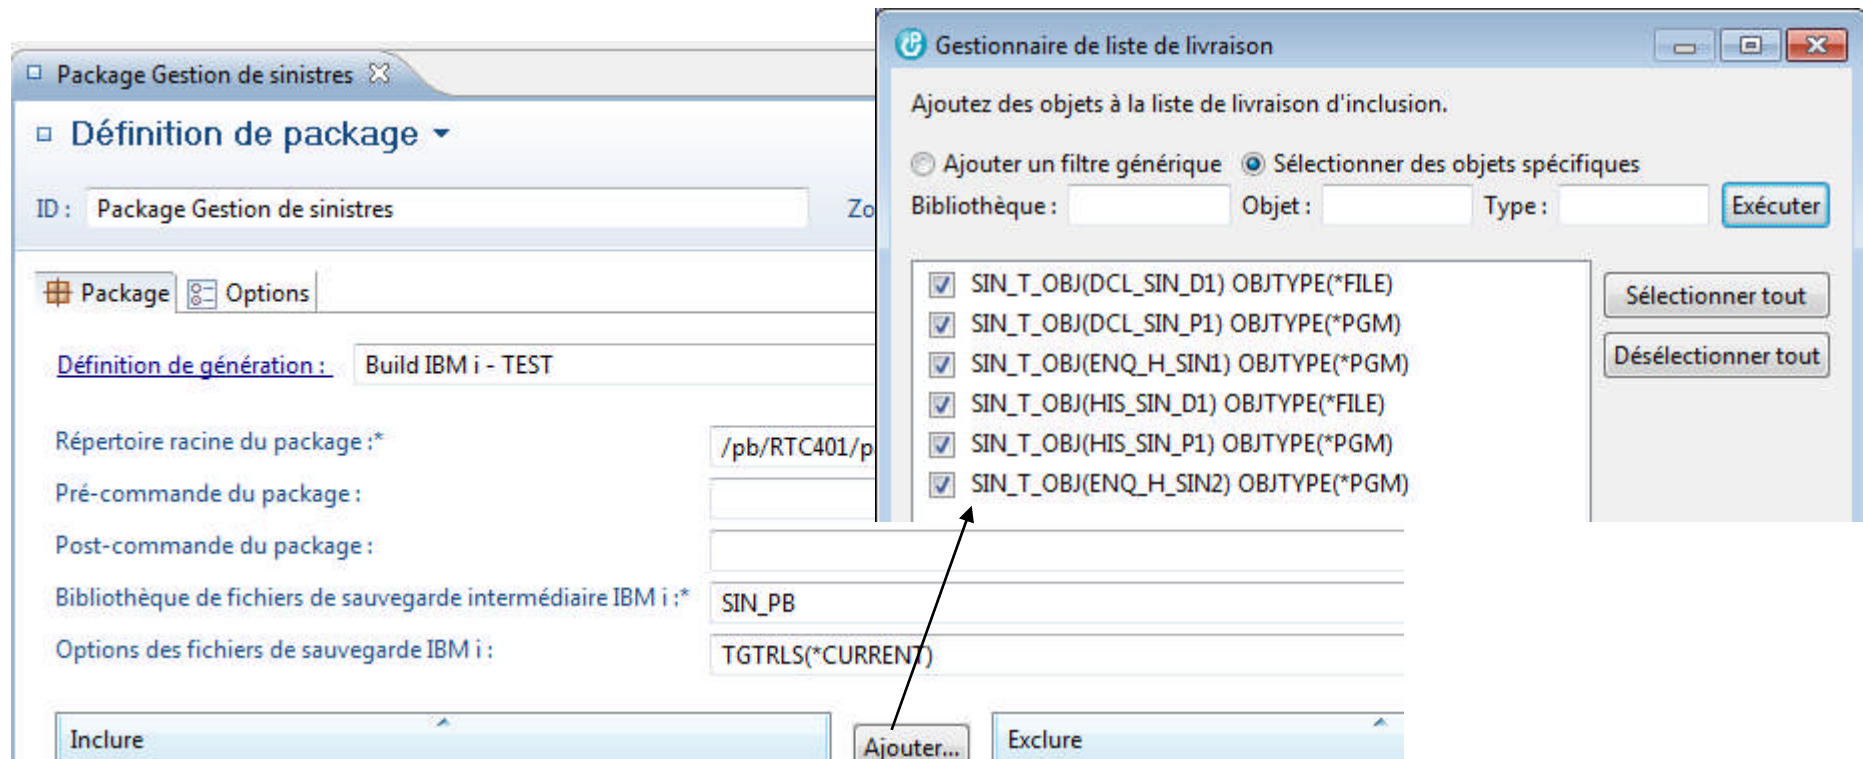 Package Gestion de sinistres
Définition de package
ID : Package Gestion de sinistres Zo
Package Options
Définition de génération : Build IBM i - TEST
Répertoire racine du package :* /pb/RTC401/p
Pré-commande du package :
Post-commande du package :
Bibliothèque de fichiers de sauvegarde intermédiaire IBM i :* SIN_PB
Options des fichiers de sauvegarde IBM i : TGTRLS(*CURRENT)
Inclure Ajouter... Exclure
Gestionnaire de liste de livraison
Ajoutez des objets à la liste de livraison d'inclusion.
Ajouter un filtre générique Sélectionner des objets spécifiques
Bibliothèque : Objet : Type : Exécuter
SIN_T_OBJ(DCL_SIN_D1) OBJTYPE(*FILE)
SIN_T_OBJ(DCL_SIN_P1) OBJTYPE(*PGM)
SIN_T_OBJ(ENQ_H_SIN1) OBJTYPE(*PGM)
SIN_T_OBJ(HIS_SIN_D1) OBJTYPE(*FILE)
SIN_T_OBJ(HIS_SIN_P1) OBJTYPE(*PGM)
SIN_T_OBJ(ENQ_H_SIN2) OBJTYPE(*PGM)
Sélectionner tout
Désélectionner tout